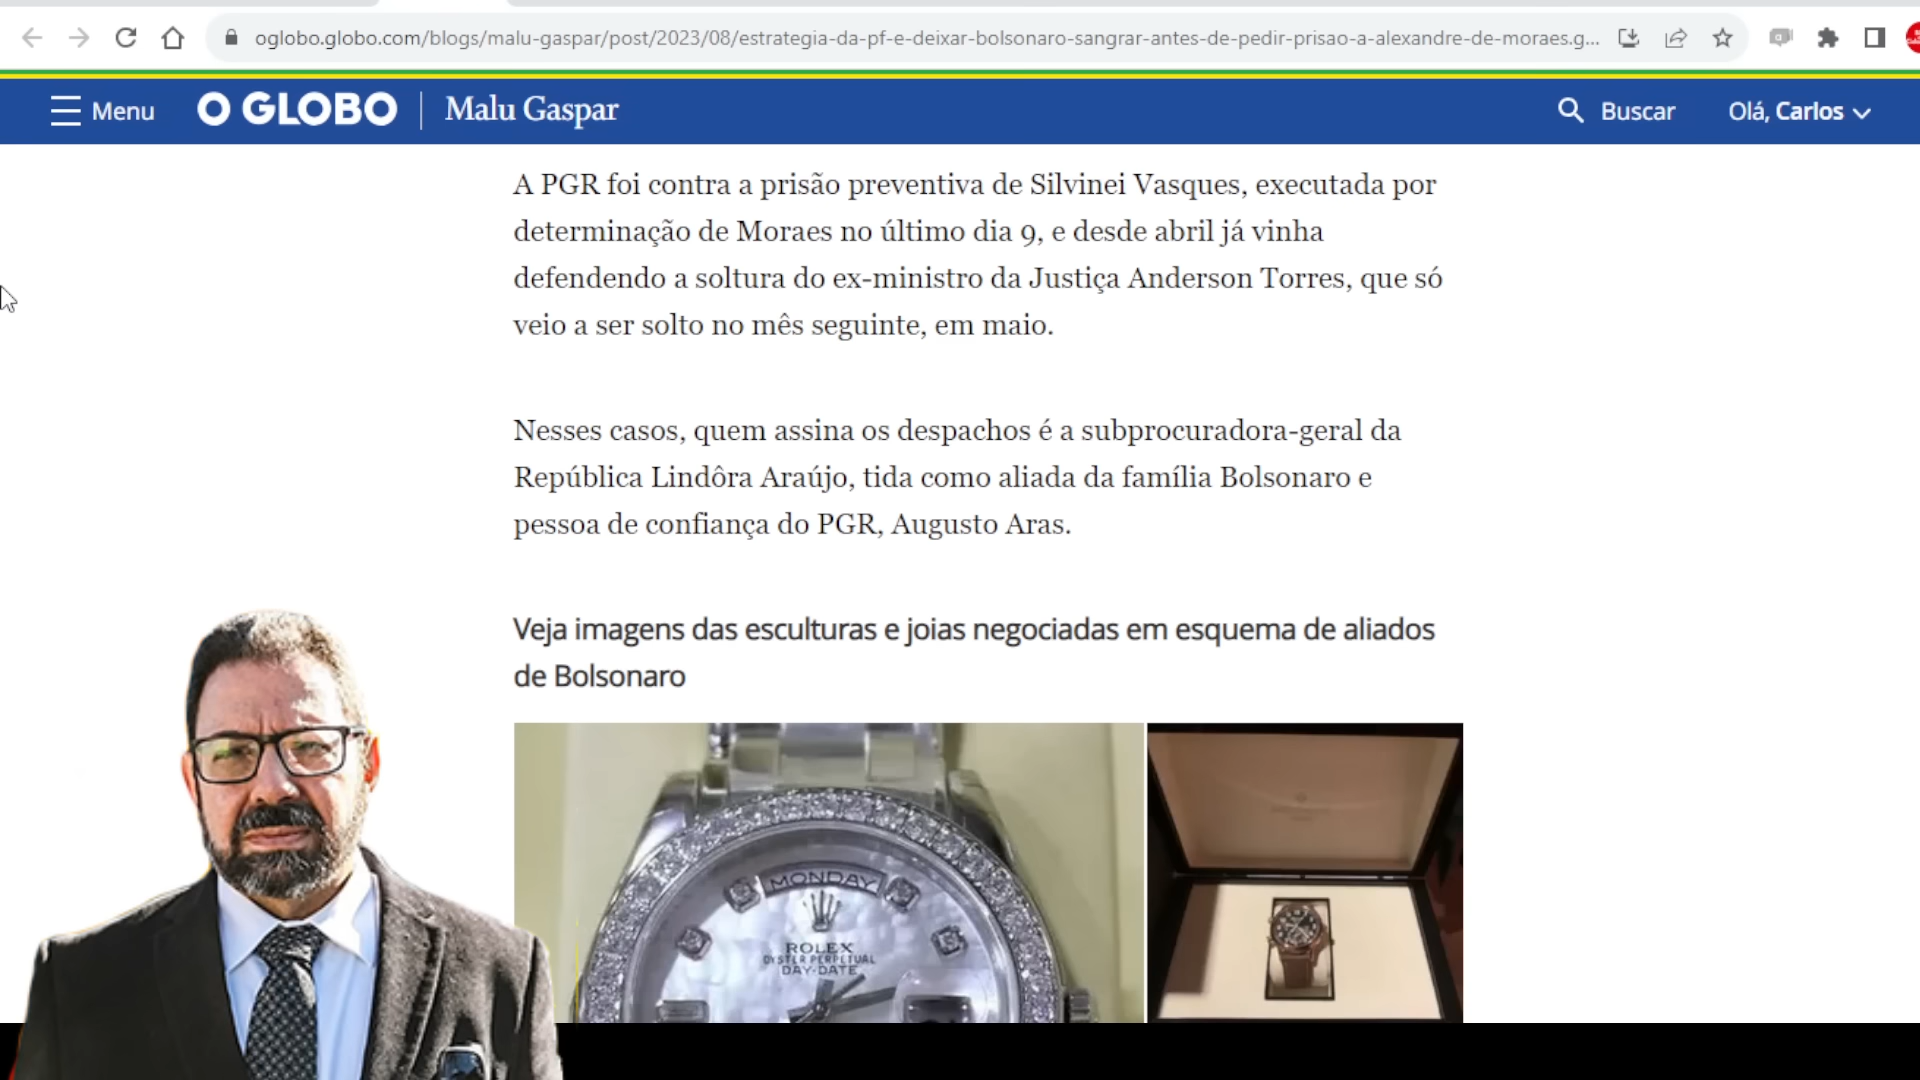 oglobo.globo.com/blogs/malu-gaspar/post/2023/08/estrategia-da-pf-e-deixar-bolsonaro-sangrar-antes-de-pedir-prisao-a-alexandre-de-moraes.g...
Menu O GLOBO Malu Gaspar Buscar Olá, Carlos
A PGR foi contra a prisão preventiva de Silvinei Vasques, executada por
determinação de Moraes no último dia 9, e desde abril já vinha
defendendo a soltura do ex-ministro da Justiça Anderson Torres, que só
veio a ser solto no mês seguinte, em maio.
Nesses casos, quem assina os despachos é a subprocuradora-geral da
República Lindôra Araújo, tida como aliada da família Bolsonaro e
pessoa de confiança do PGR, Augusto Aras.
Veja imagens das esculturas e joias negociadas em esquema de aliados
de Bolsonaro
MONDAY
ROLEX
OYSTER PERPETUAL
DAY-DATE